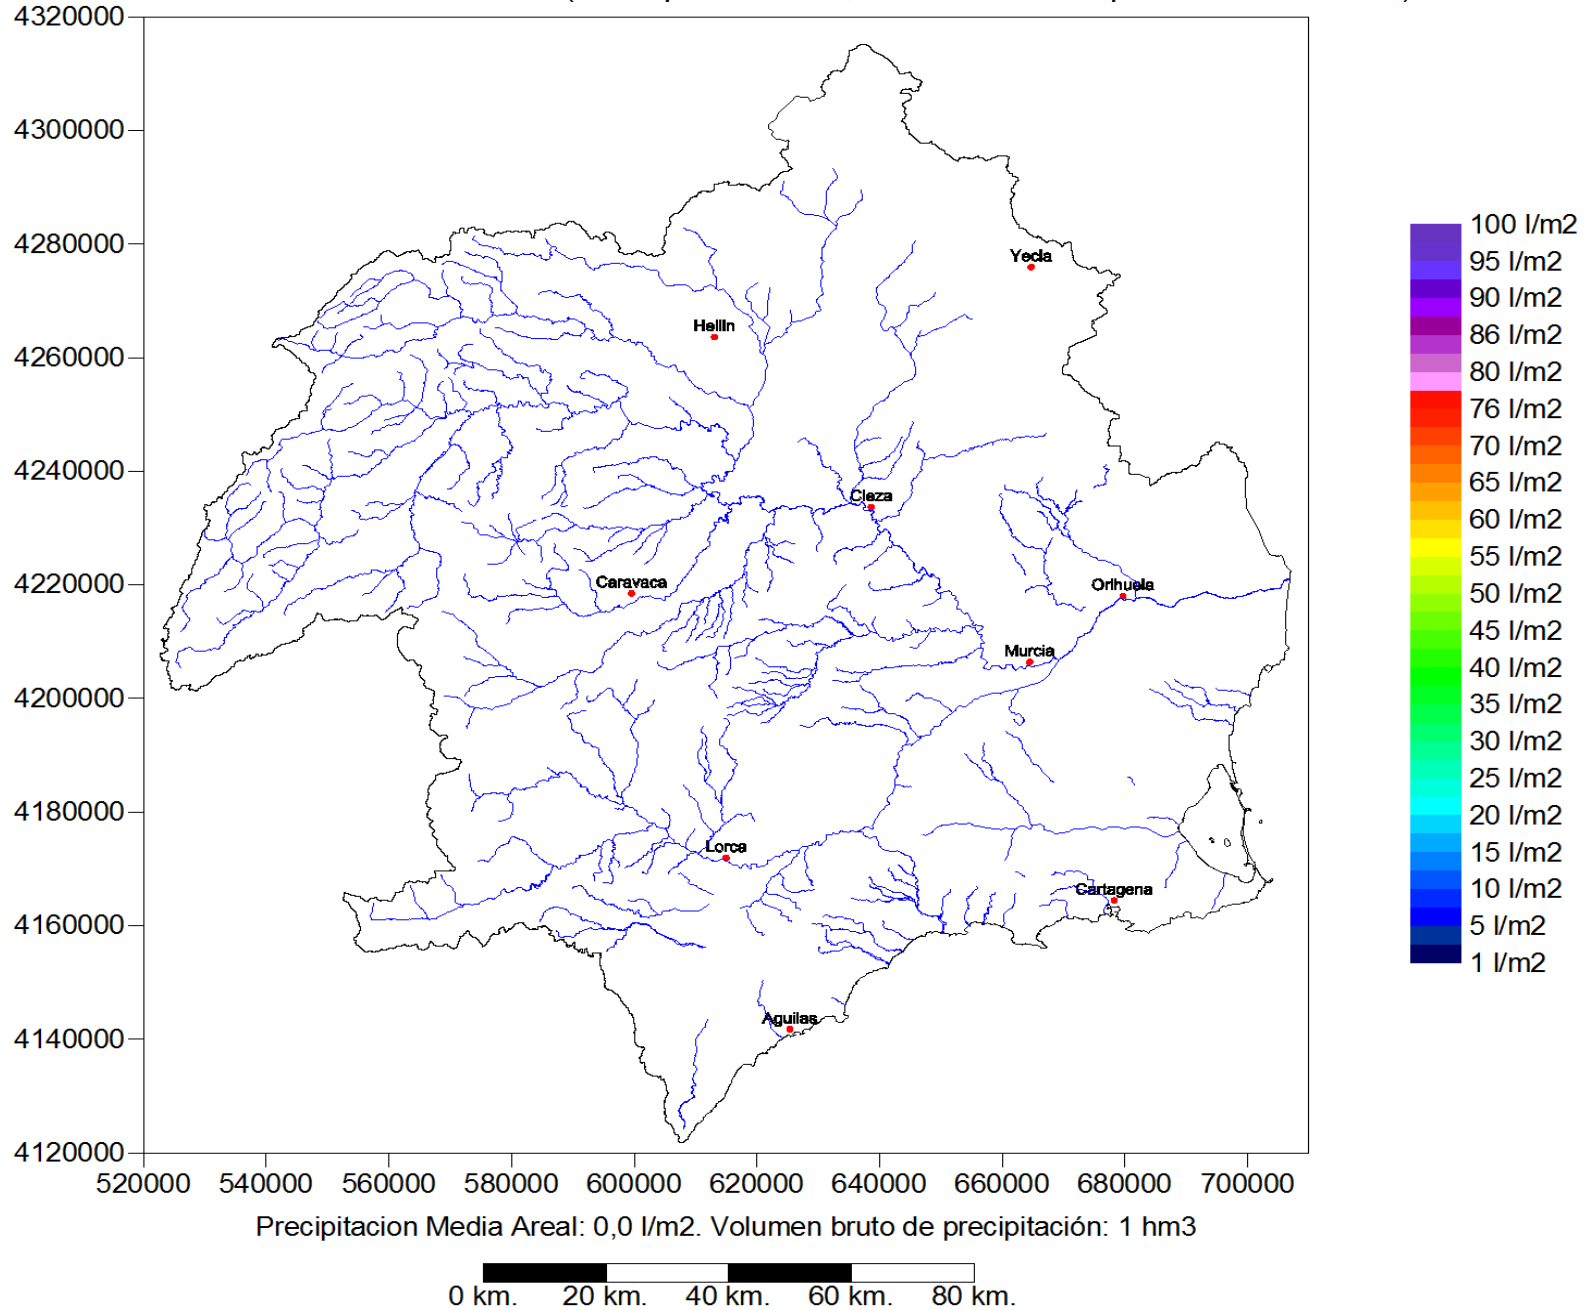 4320000
4300000
4280000
4260000
4240000
4220000
4200000
4180000
4160000
4140000
4120000
520000 540000 560000 580000 600000 620000 640000 660000 680000 700000
Yecla
Hellin
Cieza
Caravaca
Orihuela
Murcia
Lorca
Cartagena
Aguilas
100 l/m2
95 l/m2
90 l/m2
86 l/m2
80 l/m2
76 l/m2
70 l/m2
65 l/m2
60 l/m2
55 l/m2
50 l/m2
45 l/m2
40 l/m2
35 l/m2
30 l/m2
25 l/m2
20 l/m2
15 l/m2
10 l/m2
5 l/m2
1 l/m2
Precipitacion Media Areal: 0,0 l/m2. Volumen bruto de precipitación: 1 hm3
0 km. 20 km. 40 km. 60 km. 80 km.